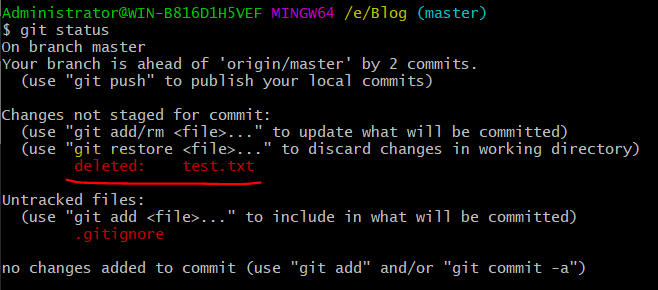 Administrator@WIN-B816D1H5VEF MINGW64 /e/Blog (master)
$ git status
On branch master
Your branch is ahead of 'origin/master' by 2 commits.
  (use "git push" to publish your local commits)

Changes not staged for commit:
  (use "git add/rm <file>..." to update what will be committed)
  (use "git restore <file>..." to discard changes in working directory)
        deleted:    test.txt

Untracked files:
  (use "git add <file>..." to include in what will be committed)
        .gitignore

no changes added to commit (use "git add" and/or "git commit -a")